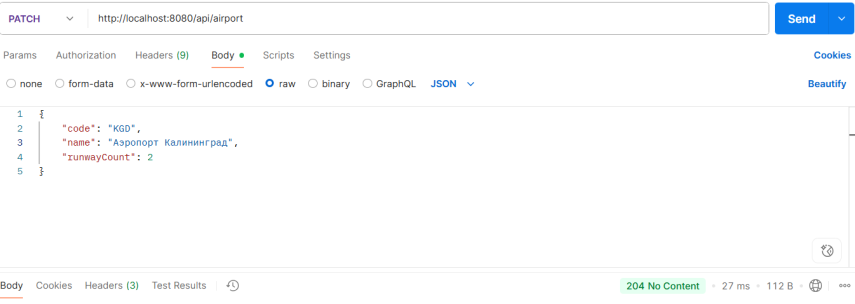 PATCH http://localhost:8080/api/airport Send
Params Authorization Headers (9) Body Scripts Settings Cookies
none form-data x-www-form-urlencoded raw binary GraphQL JSON Beautify
1 {
2 "code": "KGD",
3 "name": "Аэропорт Калининград",
4 "runwayCount": 2
5 }
Body Cookies Headers (3) Test Results 204 No Content 27 ms 112 B